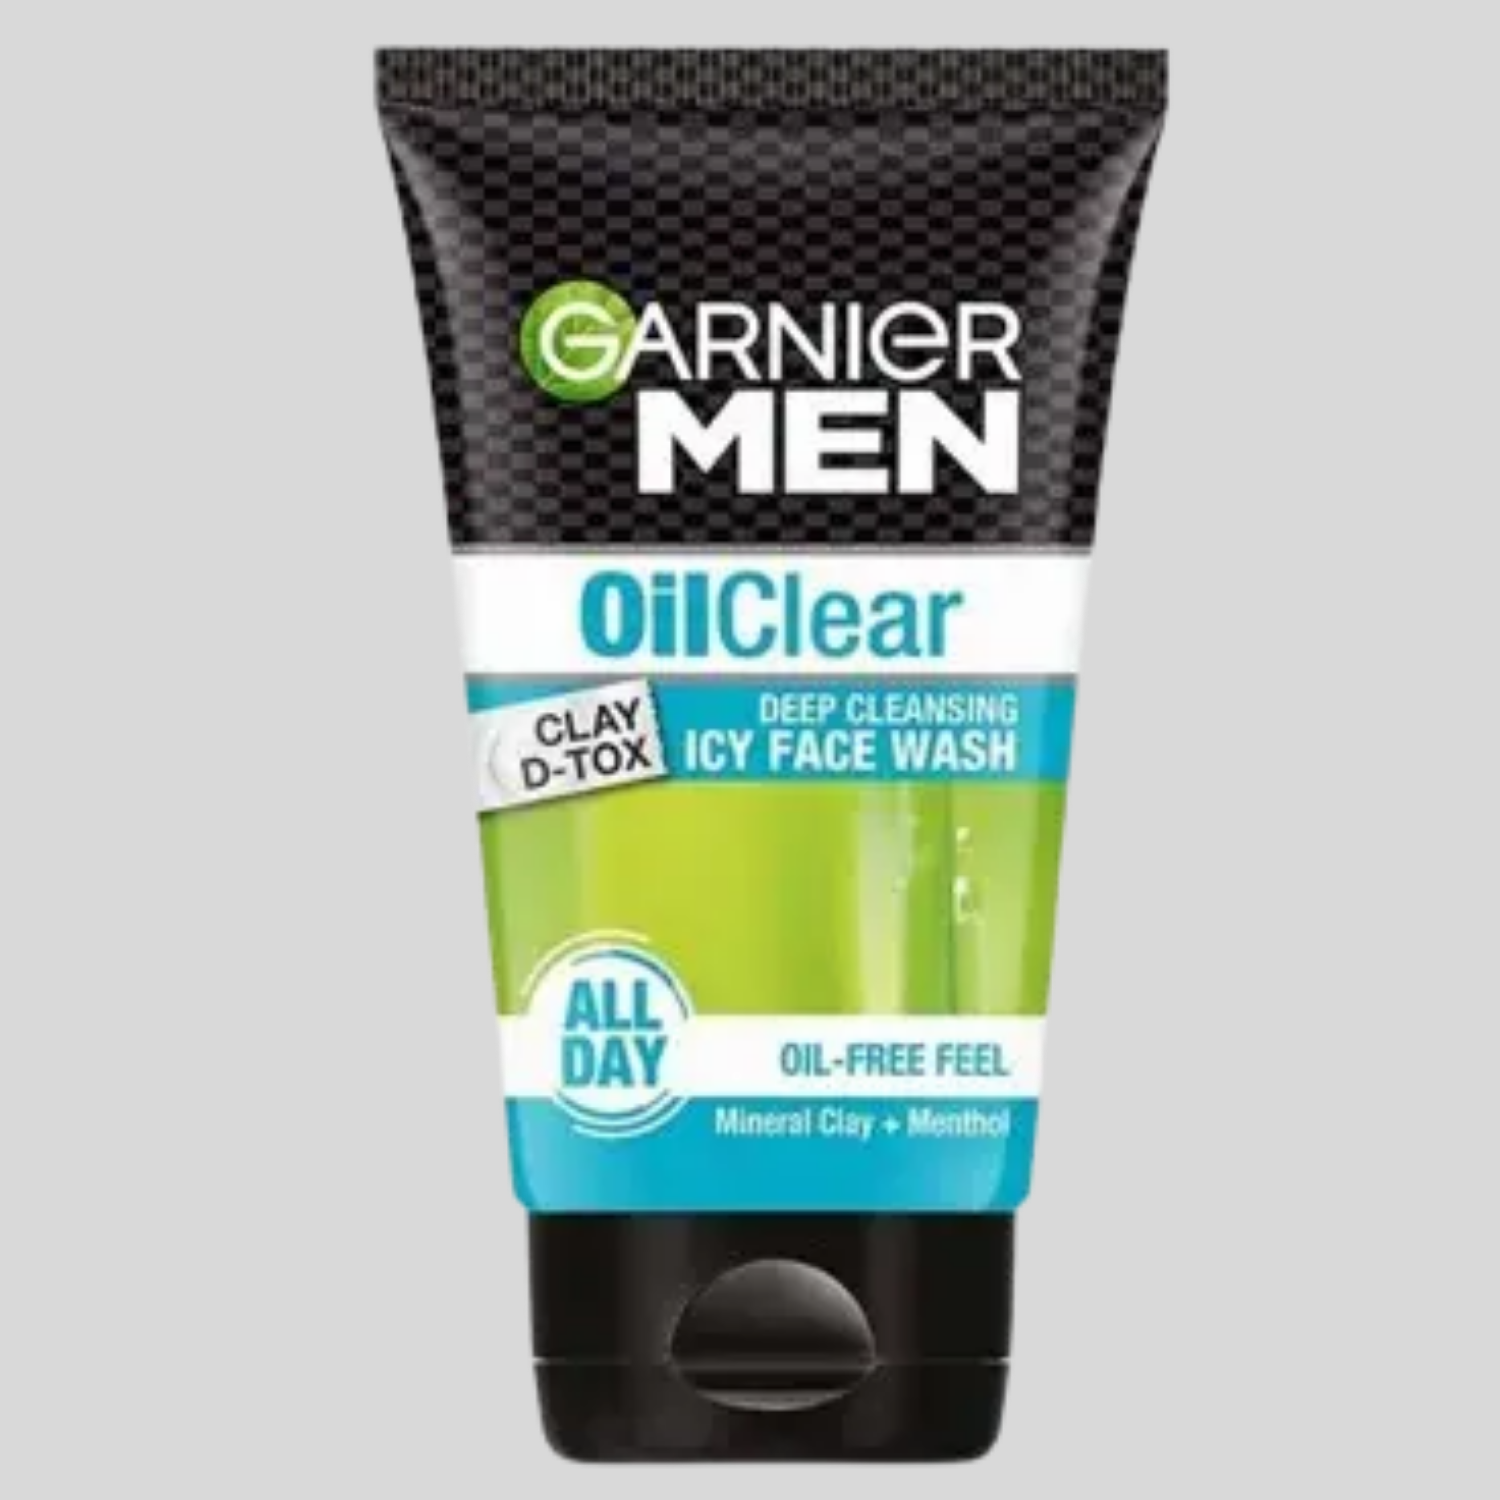 GARNIER
MEN
OilClear
CLAY
D-TOX
DEEP CLEANSING
ICY FACE WASH
ALL
DAY
OIL-FREE FEEL
Mineral Clay + Menthol